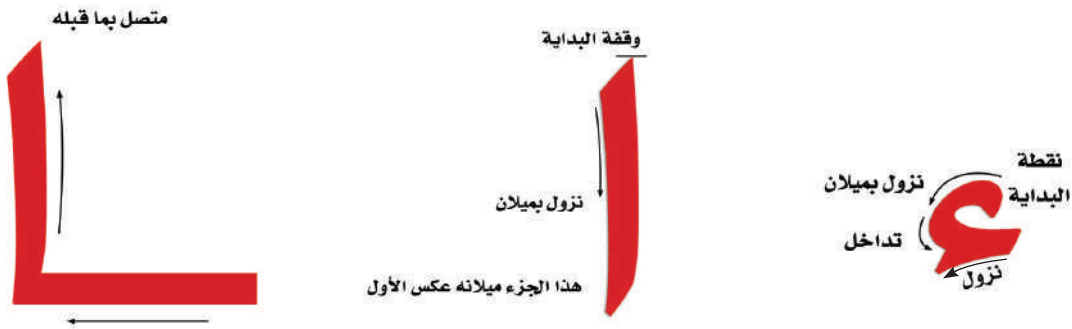 نقطة
البداية
نزول بميلان
تداخل
نزول
وقفة البداية
نزول بميلان
هذا الجزء ميلانه عكس الأول
متصل بما قبله